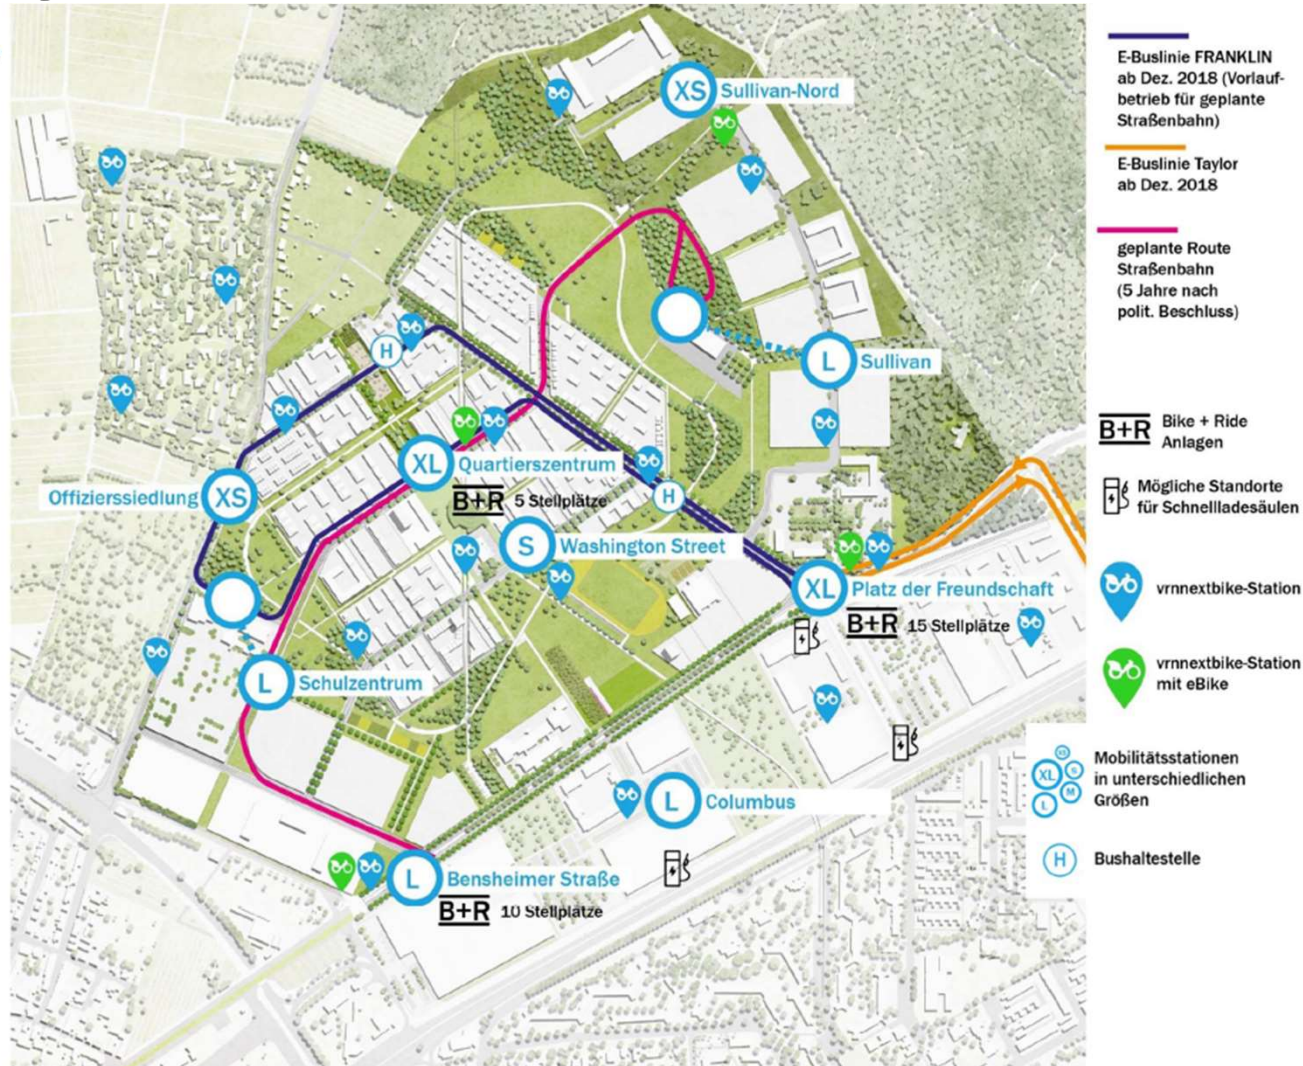 XS Sullivan-Nord
H
L Sullivan
XL Quartierszentrum
B+R 5 Stellplätze
Offizierssiedlung XS
H
S Washington Street
XL Platz der Freundschaft
B+R 15 Stellplätze
L Schulzentrum
L Columbus
L Bensheimer Straße
B+R 10 Stellplätze
E-Buslinie FRANKLIN
ab Dez. 2018 (Vorlauf-
betrieb für geplante
Straßenbahn)
E-Buslinie Taylor
ab Dez. 2018
geplante Route
Straßenbahn
(5 Jahre nach
polit. Beschluss)
B+R Bike + Ride
Anlagen
Mögliche Standorte
für Schnellladesäulen
vrnnextbike-Station
vrnnextbike-Station
mit eBike
XS
XL S
M
L
Mobilitätsstationen
in unterschiedlichen
Größen
H Bushaltestelle